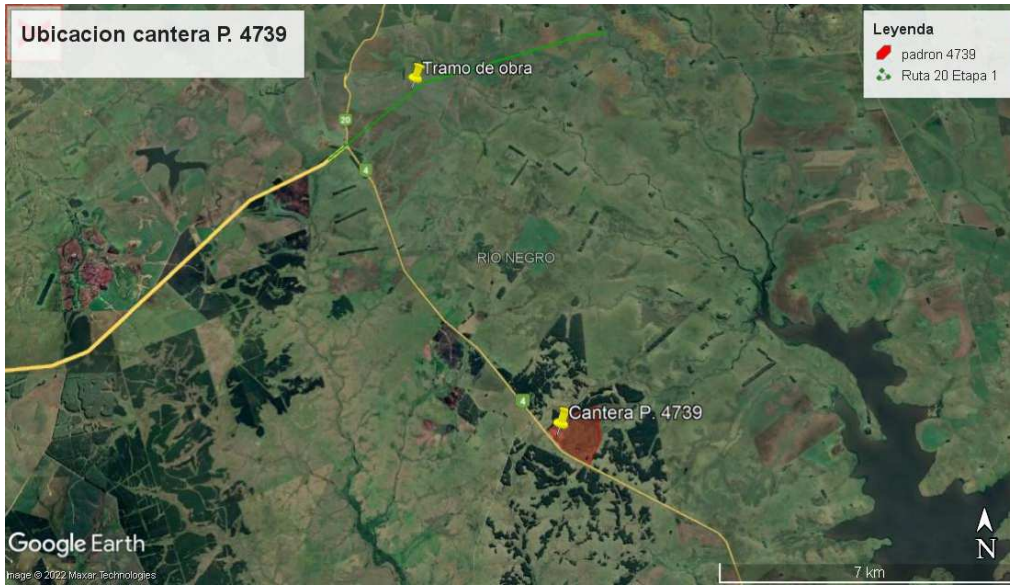 Ubicacion cantera P. 4739
Leyenda
padron 4739
Ruta 20 Etapa 1
Tramo de obra
20
4
RÍO NEGRO
4
Cantera P. 4739
Google Earth
Image © 2022 Maxar Technologies
N
7 km